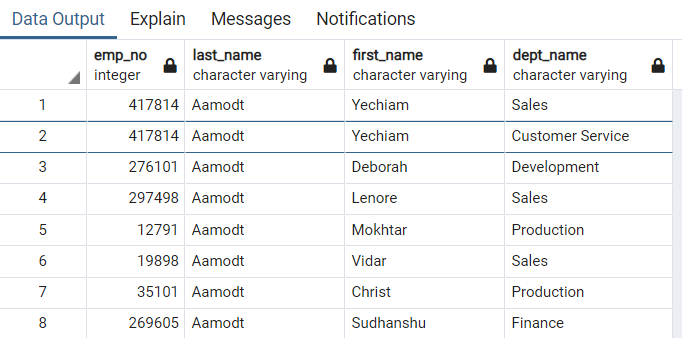 Data Output Explain Messages Notifications
emp_no last_name first_name dept_name
integer character varying character varying character varying
1 417814 Aamodt Yechiam Sales
2 417814 Aamodt Yechiam Customer Service
3 276101 Aamodt Deborah Development
4 297498 Aamodt Lenore Sales
5 12791 Aamodt Mokhtar Production
6 19898 Aamodt Vidar Sales
7 35101 Aamodt Christ Production
8 269605 Aamodt Sudhanshu Finance